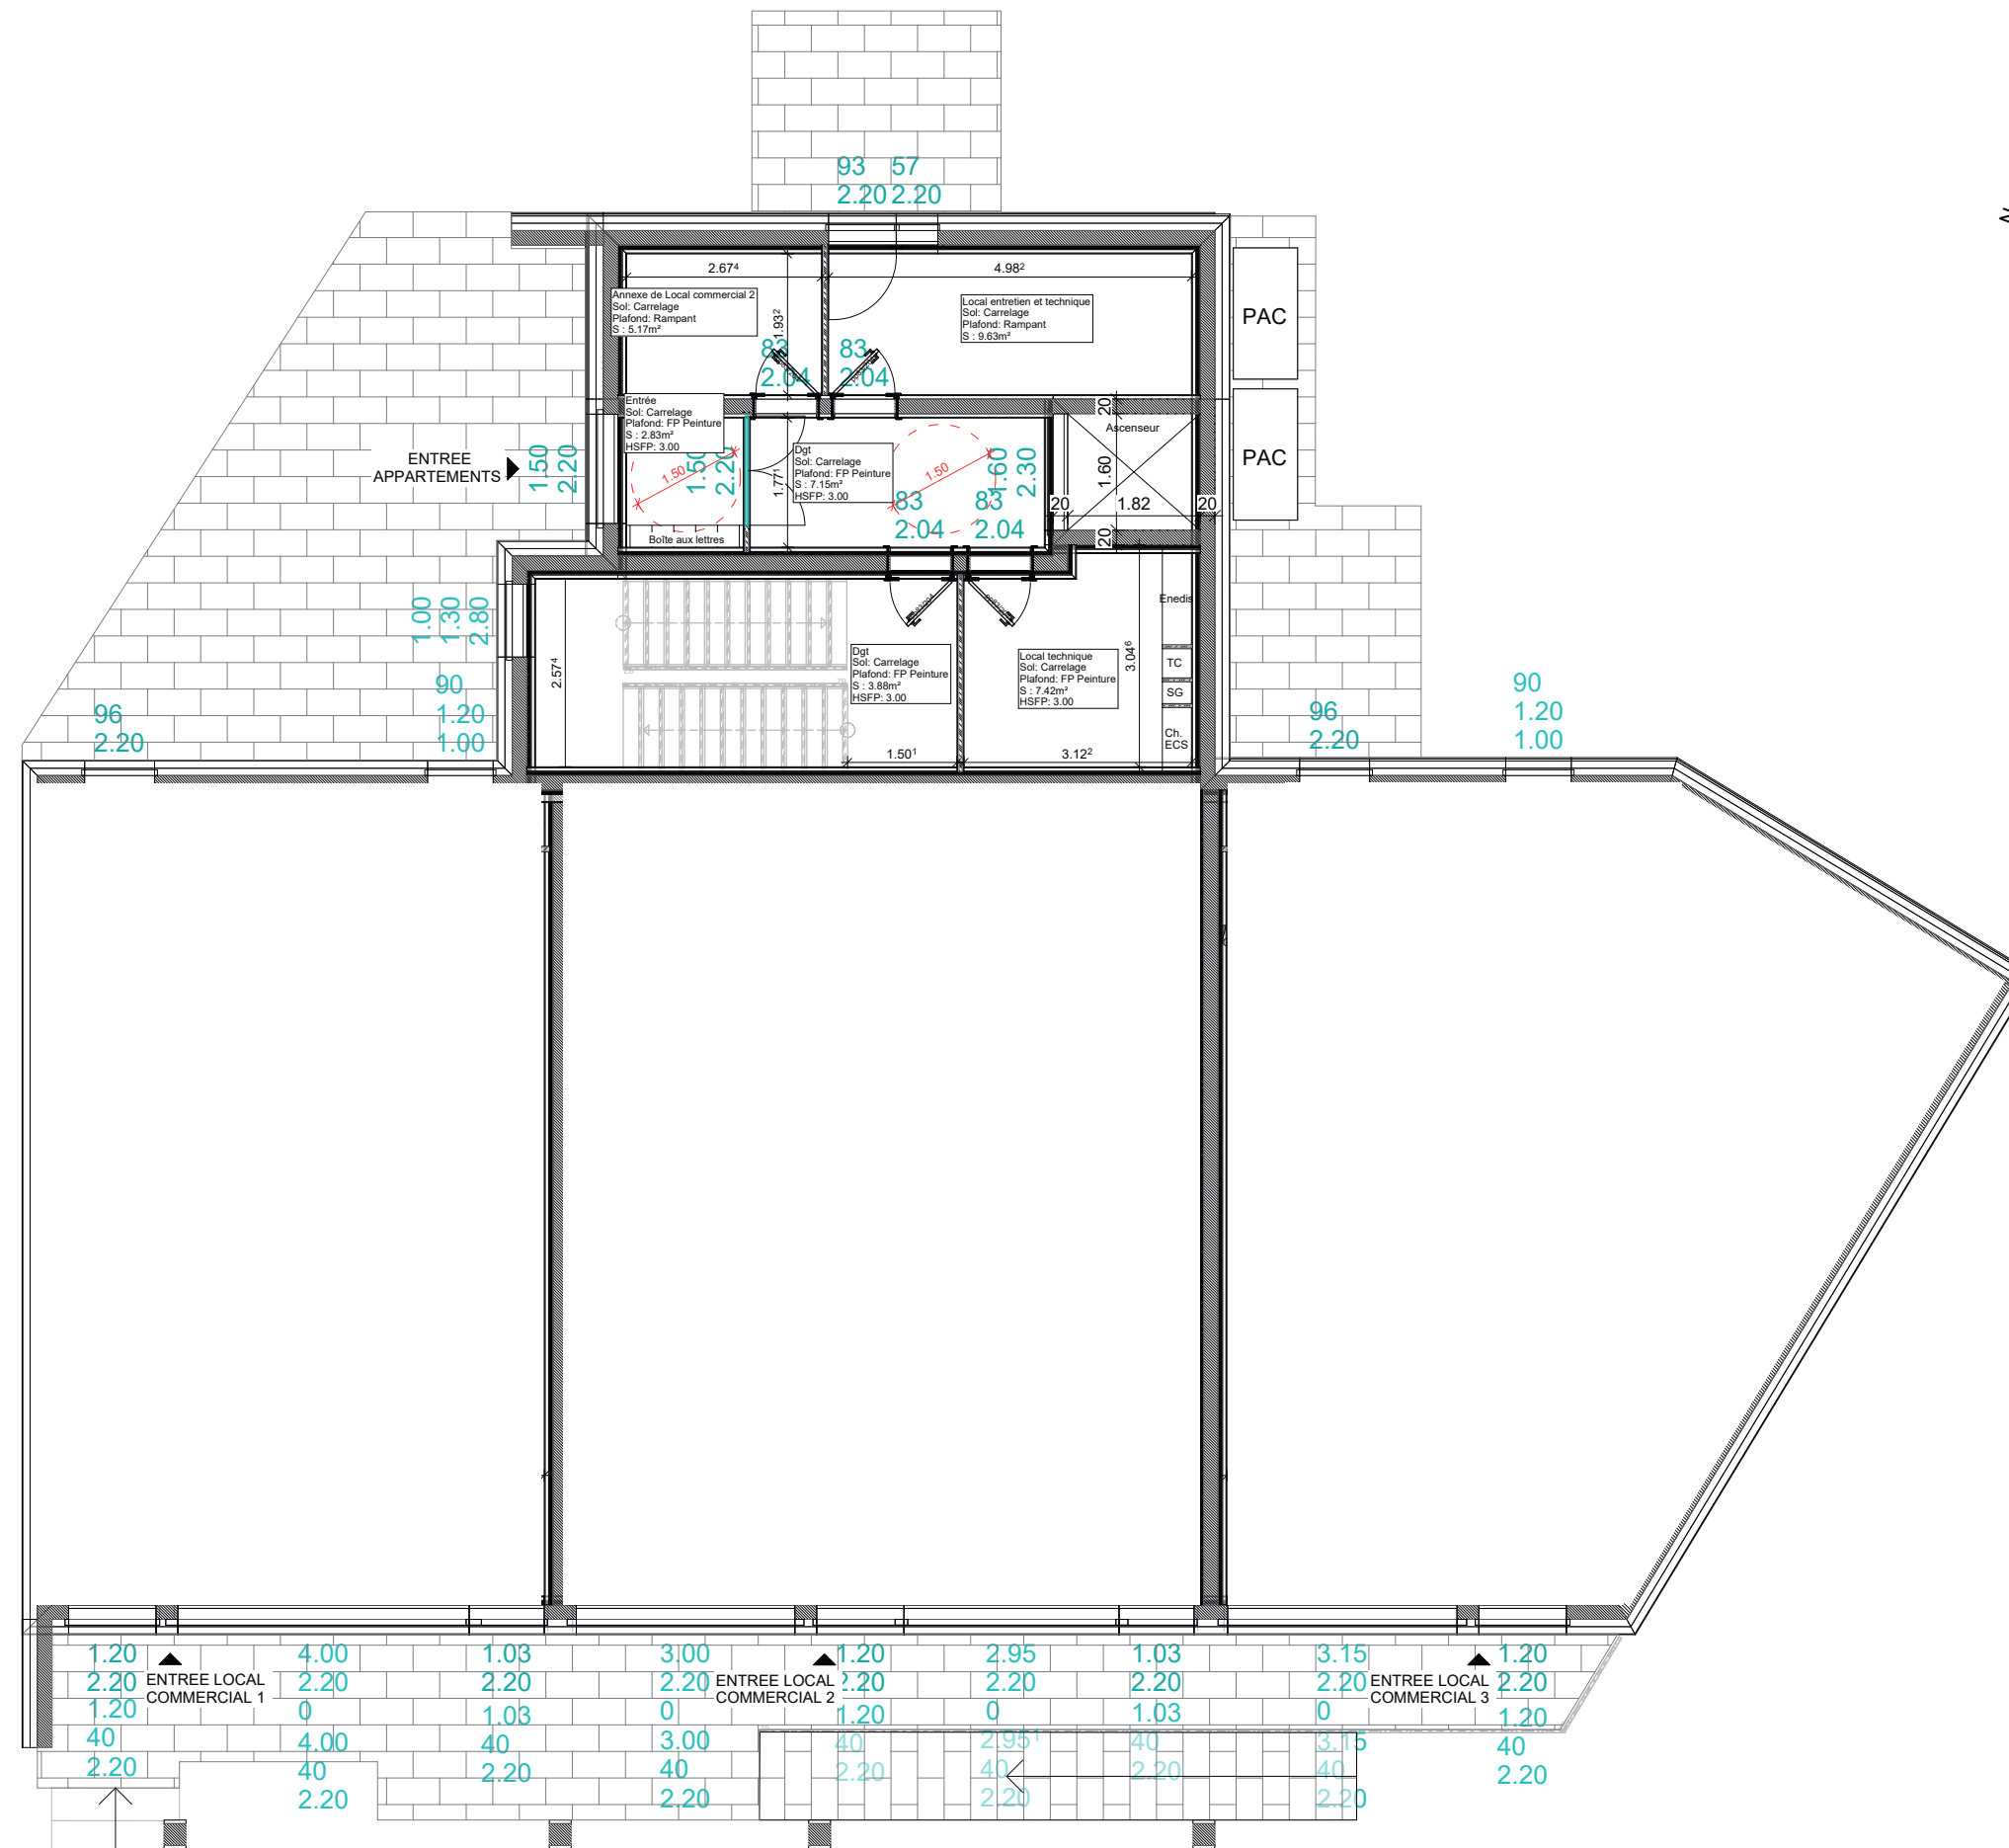 93 57
2.20 2.20
2.67⁴
4.98²
Annexe de Local commercial 2
Sol: Carrelage
Plafond: Rampant
S : 5.17m²
1.93²
Local entretien et technique
Sol: Carrelage
Plafond: Rampant
S : 9.63m²
PAC
83
2.04
83
2.04
Entrée
Sol: Carrelage
Plafond: FP Peinture
S : 2.83m²
HSFP: 3.00
20
Ascenseur
PAC
ENTREE
APPARTEMENTS
1.50
2.20
1.50
1.50
2.20
1.77¹
Dgt
Sol: Carrelage
Plafond: FP Peinture
S : 7.15m²
HSFP: 3.00
1.50
1.60
2.30
1.60
83
2.04
83
2.04
20
1.82
20
20
Boîte aux lettres
1.00
1.30
2.80
2.57⁴
Enedis
Dgt
Sol: Carrelage
Plafond: FP Peinture
S : 3.88m²
HSFP: 3.00
Local technique
Sol: Carrelage
Plafond: FP Peinture
S : 7.42m²
HSFP: 3.00
3.04⁶
TC
SG
Ch.
ECS
96
2.20
90
1.20
1.00
1.50¹
3.12²
96
2.20
90
1.20
1.00
1.20
2.20
1.20
40
2.20
ENTREE LOCAL
COMMERCIAL 1
4.00
2.20
0
4.00
40
2.20
1.03
2.20
1.03
40
2.20
3.00
2.20
0
3.00
40
2.20
ENTREE LOCAL
COMMERCIAL 2
1.20
2.20
1.20
40
2.20
2.95
2.20
0
2.95¹
40
2.20
1.03
2.20
1.03
40
2.20
3.15
2.20
0
3.15
40
2.20
ENTREE LOCAL
COMMERCIAL 3
1.20
2.20
1.20
40
2.20